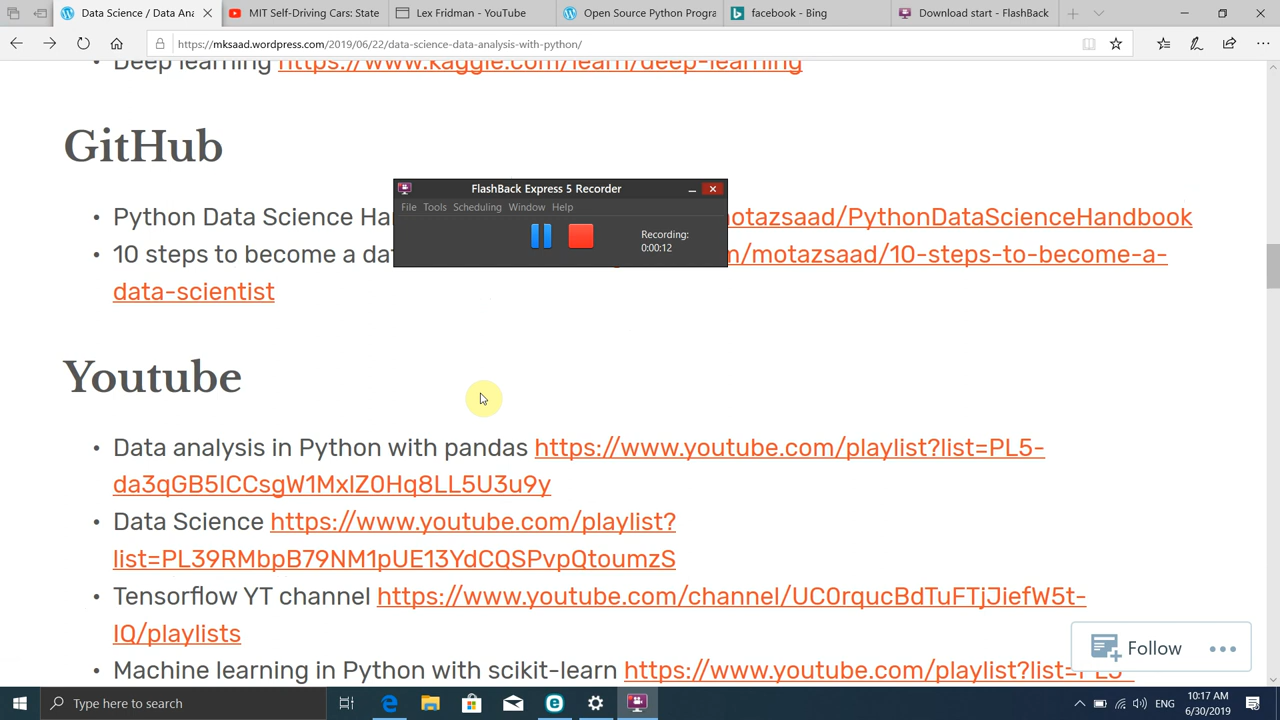 Data Science / Data Ana
MIT Self-Driving Cars: State
Lex Fridman - YouTube
Open Source Python Progra
facebook - Bing
Download start - FlashBack
https://mksaad.wordpress.com/2019/06/22/data-science-data-analysis-with-python/
• Deep learning https://www.kaggle.com/learn/deep-learning
GitHub
FlashBack Express 5 Recorder
File Tools Scheduling Window Help
Recording:
0:00:12
• Python Data Science Ha motazsaad/PythonDataScienceHandbook
• 10 steps to become a da m/motazsaad/10-steps-to-become-a-
data-scientist
Youtube
• Data analysis in Python with pandas https://www.youtube.com/playlist?list=PL5-
da3qGB5ICCsgW1MxlZ0Hq8LL5U3u9y
• Data Science https://www.youtube.com/playlist?
list=PL39RMbpB79NM1pUE13YdCQSPvpQtoumzS
• Tensorflow YT channel https://www.youtube.com/channel/UC0rqucBdTuFTjJiefW5t-
IQ/playlists
• Machine learning in Python with scikit-learn https://www.youtube.com/playlist?list=PL5-
Follow
Type here to search
ENG
10:17 AM
6/30/2019